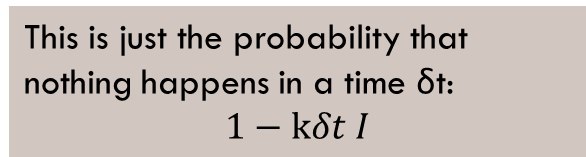 This is just the probability that
nothing happens in a time δt:
1 − kδt I